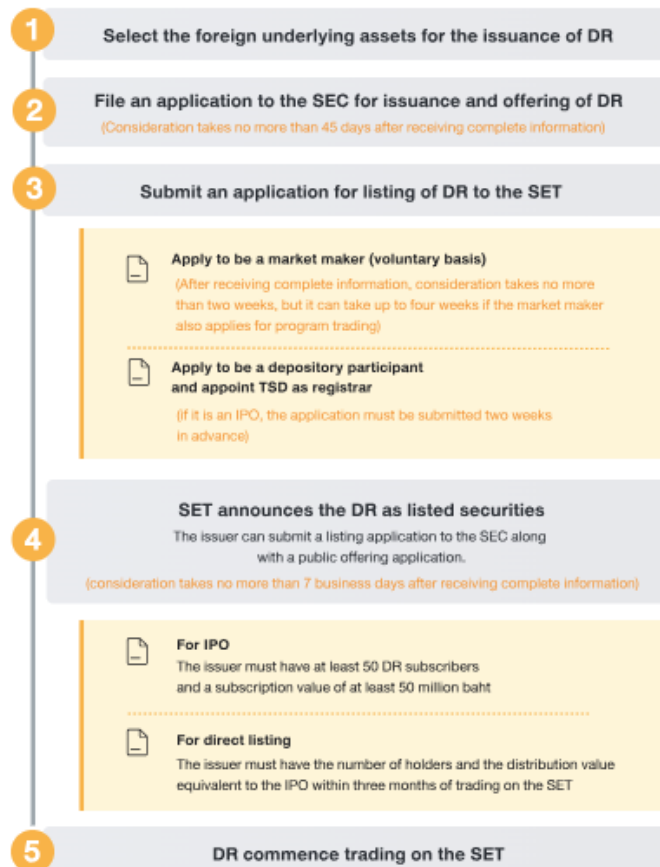 1
Select the foreign underlying assets for the issuance of DR
2
File an application to the SEC for issuance and offering of DR
(Consideration takes no more than 45 days after receiving complete information)
3
Submit an application for listing of DR to the SET
Apply to be a market maker (voluntary basis)
(After receiving complete information, consideration takes no more
than two weeks, but it can take up to four weeks if the market maker
also applies for program trading)
Apply to be a depository participant
and appoint TSD as registrar
(if it is an IPO, the application must be submitted two weeks
in advance)
4
SET announces the DR as listed securities
The issuer can submit a listing application to the SEC along
with a public offering application.
(consideration takes no more than 7 business days after receiving complete information)
For IPO
The issuer must have at least 50 DR subscribers
and a subscription value of at least 50 million baht
For direct listing
The issuer must have the number of holders and the distribution value
equivalent to the IPO within three months of trading on the SET
5
DR commence trading on the SET